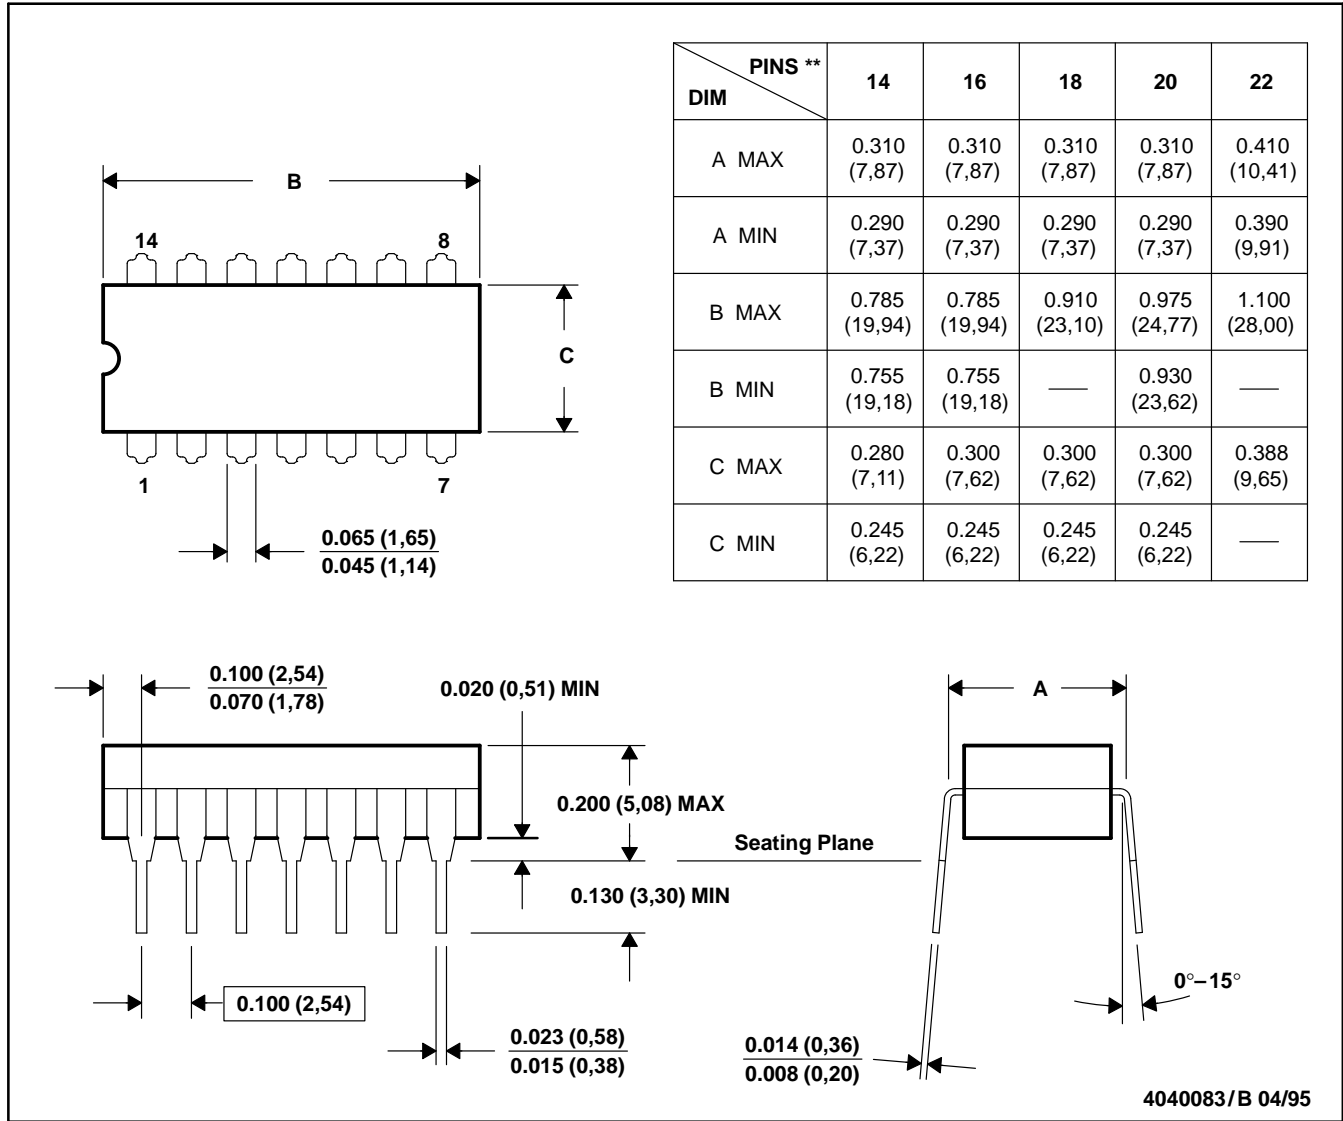 PINS **
DIM
14 16 18 20 22
A MAX 0.310 (7,87) 0.310 (7,87) 0.310 (7,87) 0.310 (7,87) 0.410 (10,41)
A MIN 0.290 (7,37) 0.290 (7,37) 0.290 (7,37) 0.290 (7,37) 0.390 (9,91)
B MAX 0.785 (19,94) 0.785 (19,94) 0.910 (23,10) 0.975 (24,77) 1.100 (28,00)
B MIN 0.755 (19,18) 0.755 (19,18) — 0.930 (23,62) —
C MAX 0.280 (7,11) 0.300 (7,62) 0.300 (7,62) 0.300 (7,62) 0.388 (9,65)
C MIN 0.245 (6,22) 0.245 (6,22) 0.245 (6,22) 0.245 (6,22) —
B
14
8
C
1
7
0.065 (1,65)
0.045 (1,14)
0.100 (2,54)
0.070 (1,78)
0.020 (0,51) MIN
0.200 (5,08) MAX
Seating Plane
0.130 (3,30) MIN
0.100 (2,54)
0.023 (0,58)
0.015 (0,38)
A
0°–15°
0.014 (0,36)
0.008 (0,20)
4040083/B 04/95